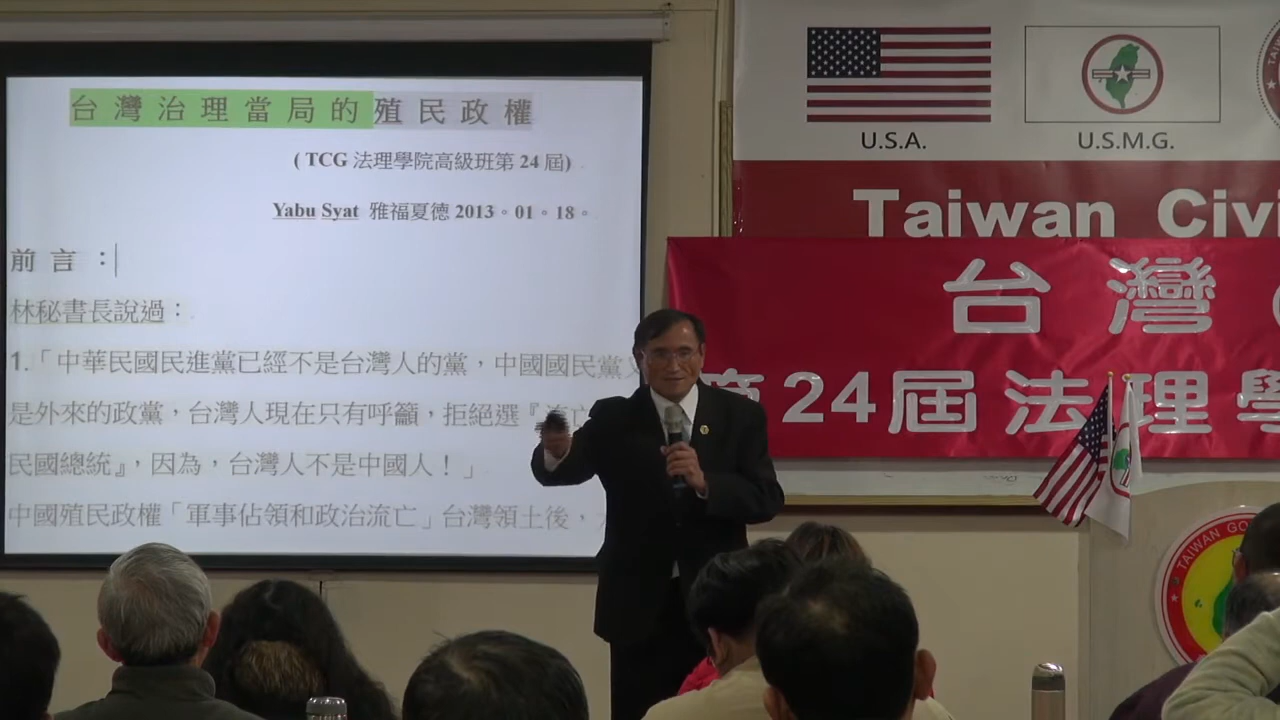 台灣治理當局的殖民政權
( TCG 法理學院高級班第 24 屆)
Yabu Syat 雅福夏德 2013。01。18。
前言：
林秘書長說過：
1.「中華民國民進黨已經不是台灣人的黨，中國國民黨
是外來的政黨，台灣人現在只有呼籲，拒絕選『
民國總統』，因為，台灣人不是中國人！」
中國殖民政權「軍事佔領和政治流亡」台灣領土後，
U.S.A.
U.S.M.G.
Taiwan Civi
台灣
第24屆法理學
TAIWAN GO